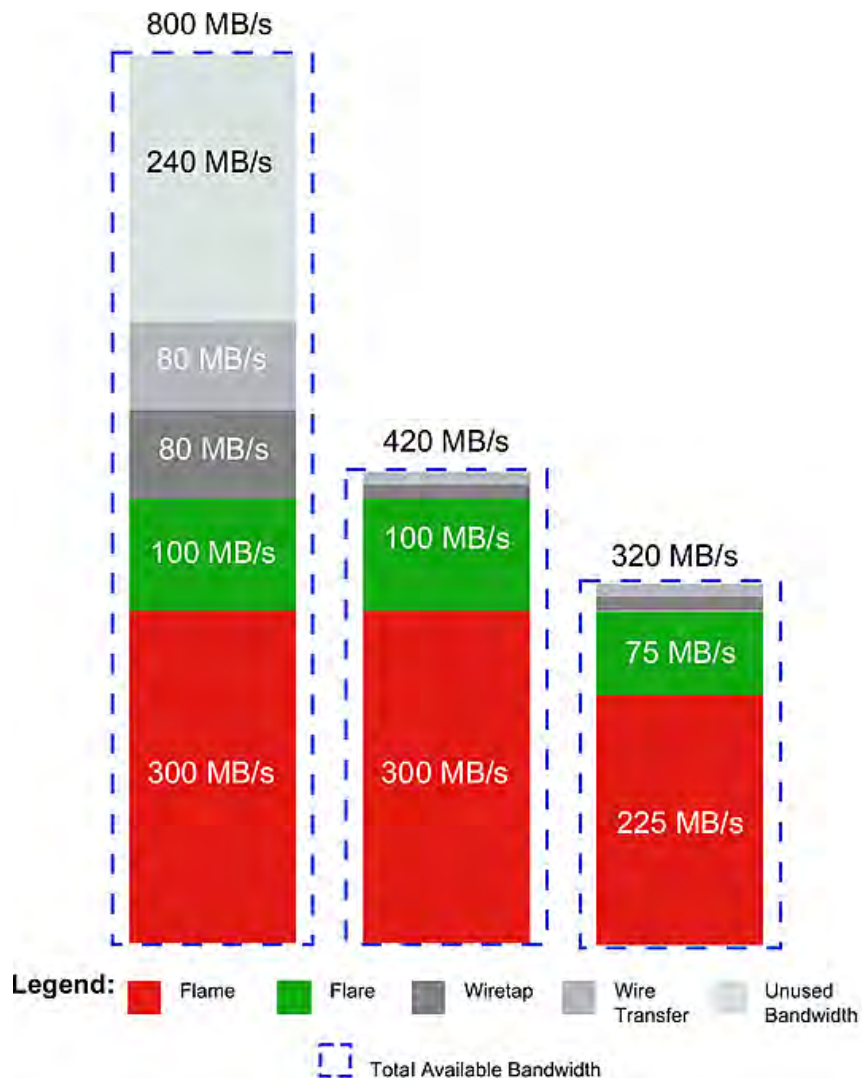 800 MB/s
240 MB/s
80 MB/s
80 MB/s
100 MB/s
300 MB/s
420 MB/s
100 MB/s
300 MB/s
320 MB/s
75 MB/s
225 MB/s
Legend:
Flame
Flare
Wiretap
Wire
Transfer
Unused
Bandwidth
Total Available Bandwidth